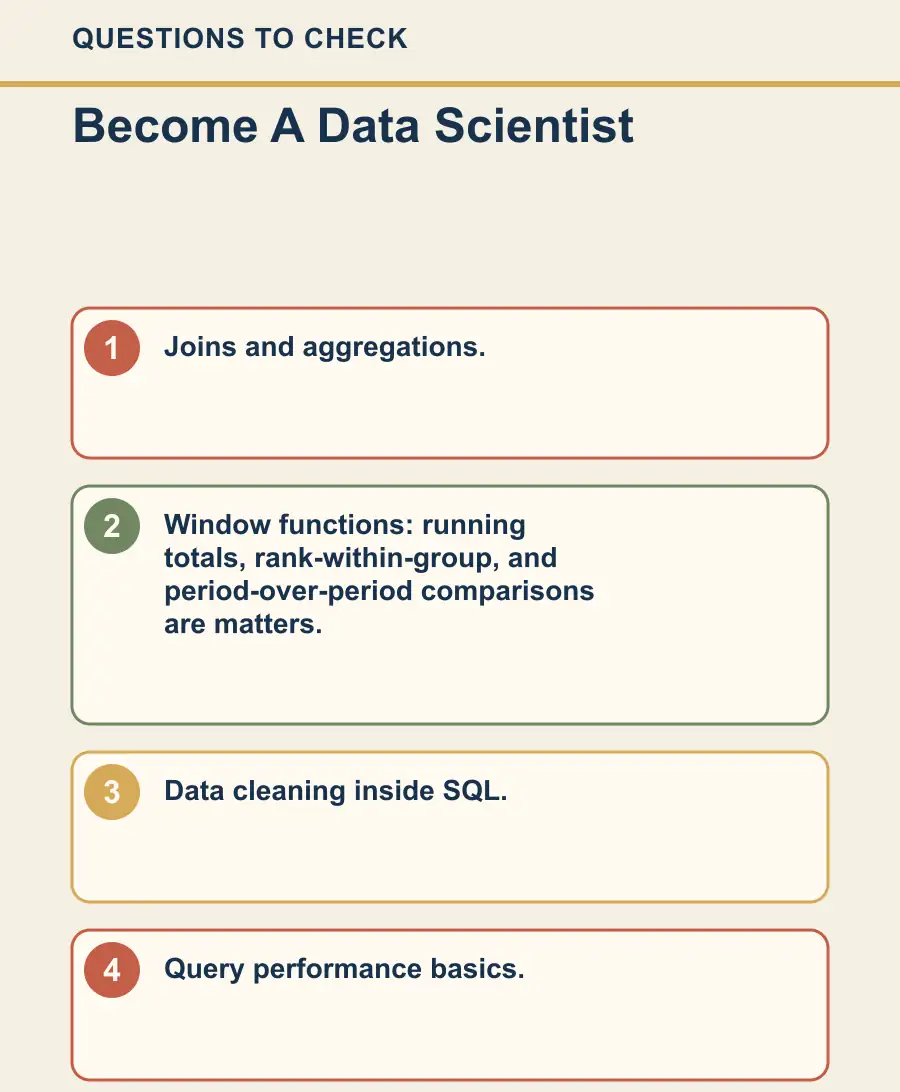 QUESTIONS TO CHECK
Become A Data Scientist
1
Joins and aggregations.
2
Window functions: running
totals, rank-within-group, and
period-over-period comparisons
are matters.
3
Data cleaning inside SQL.
4
Query performance basics.